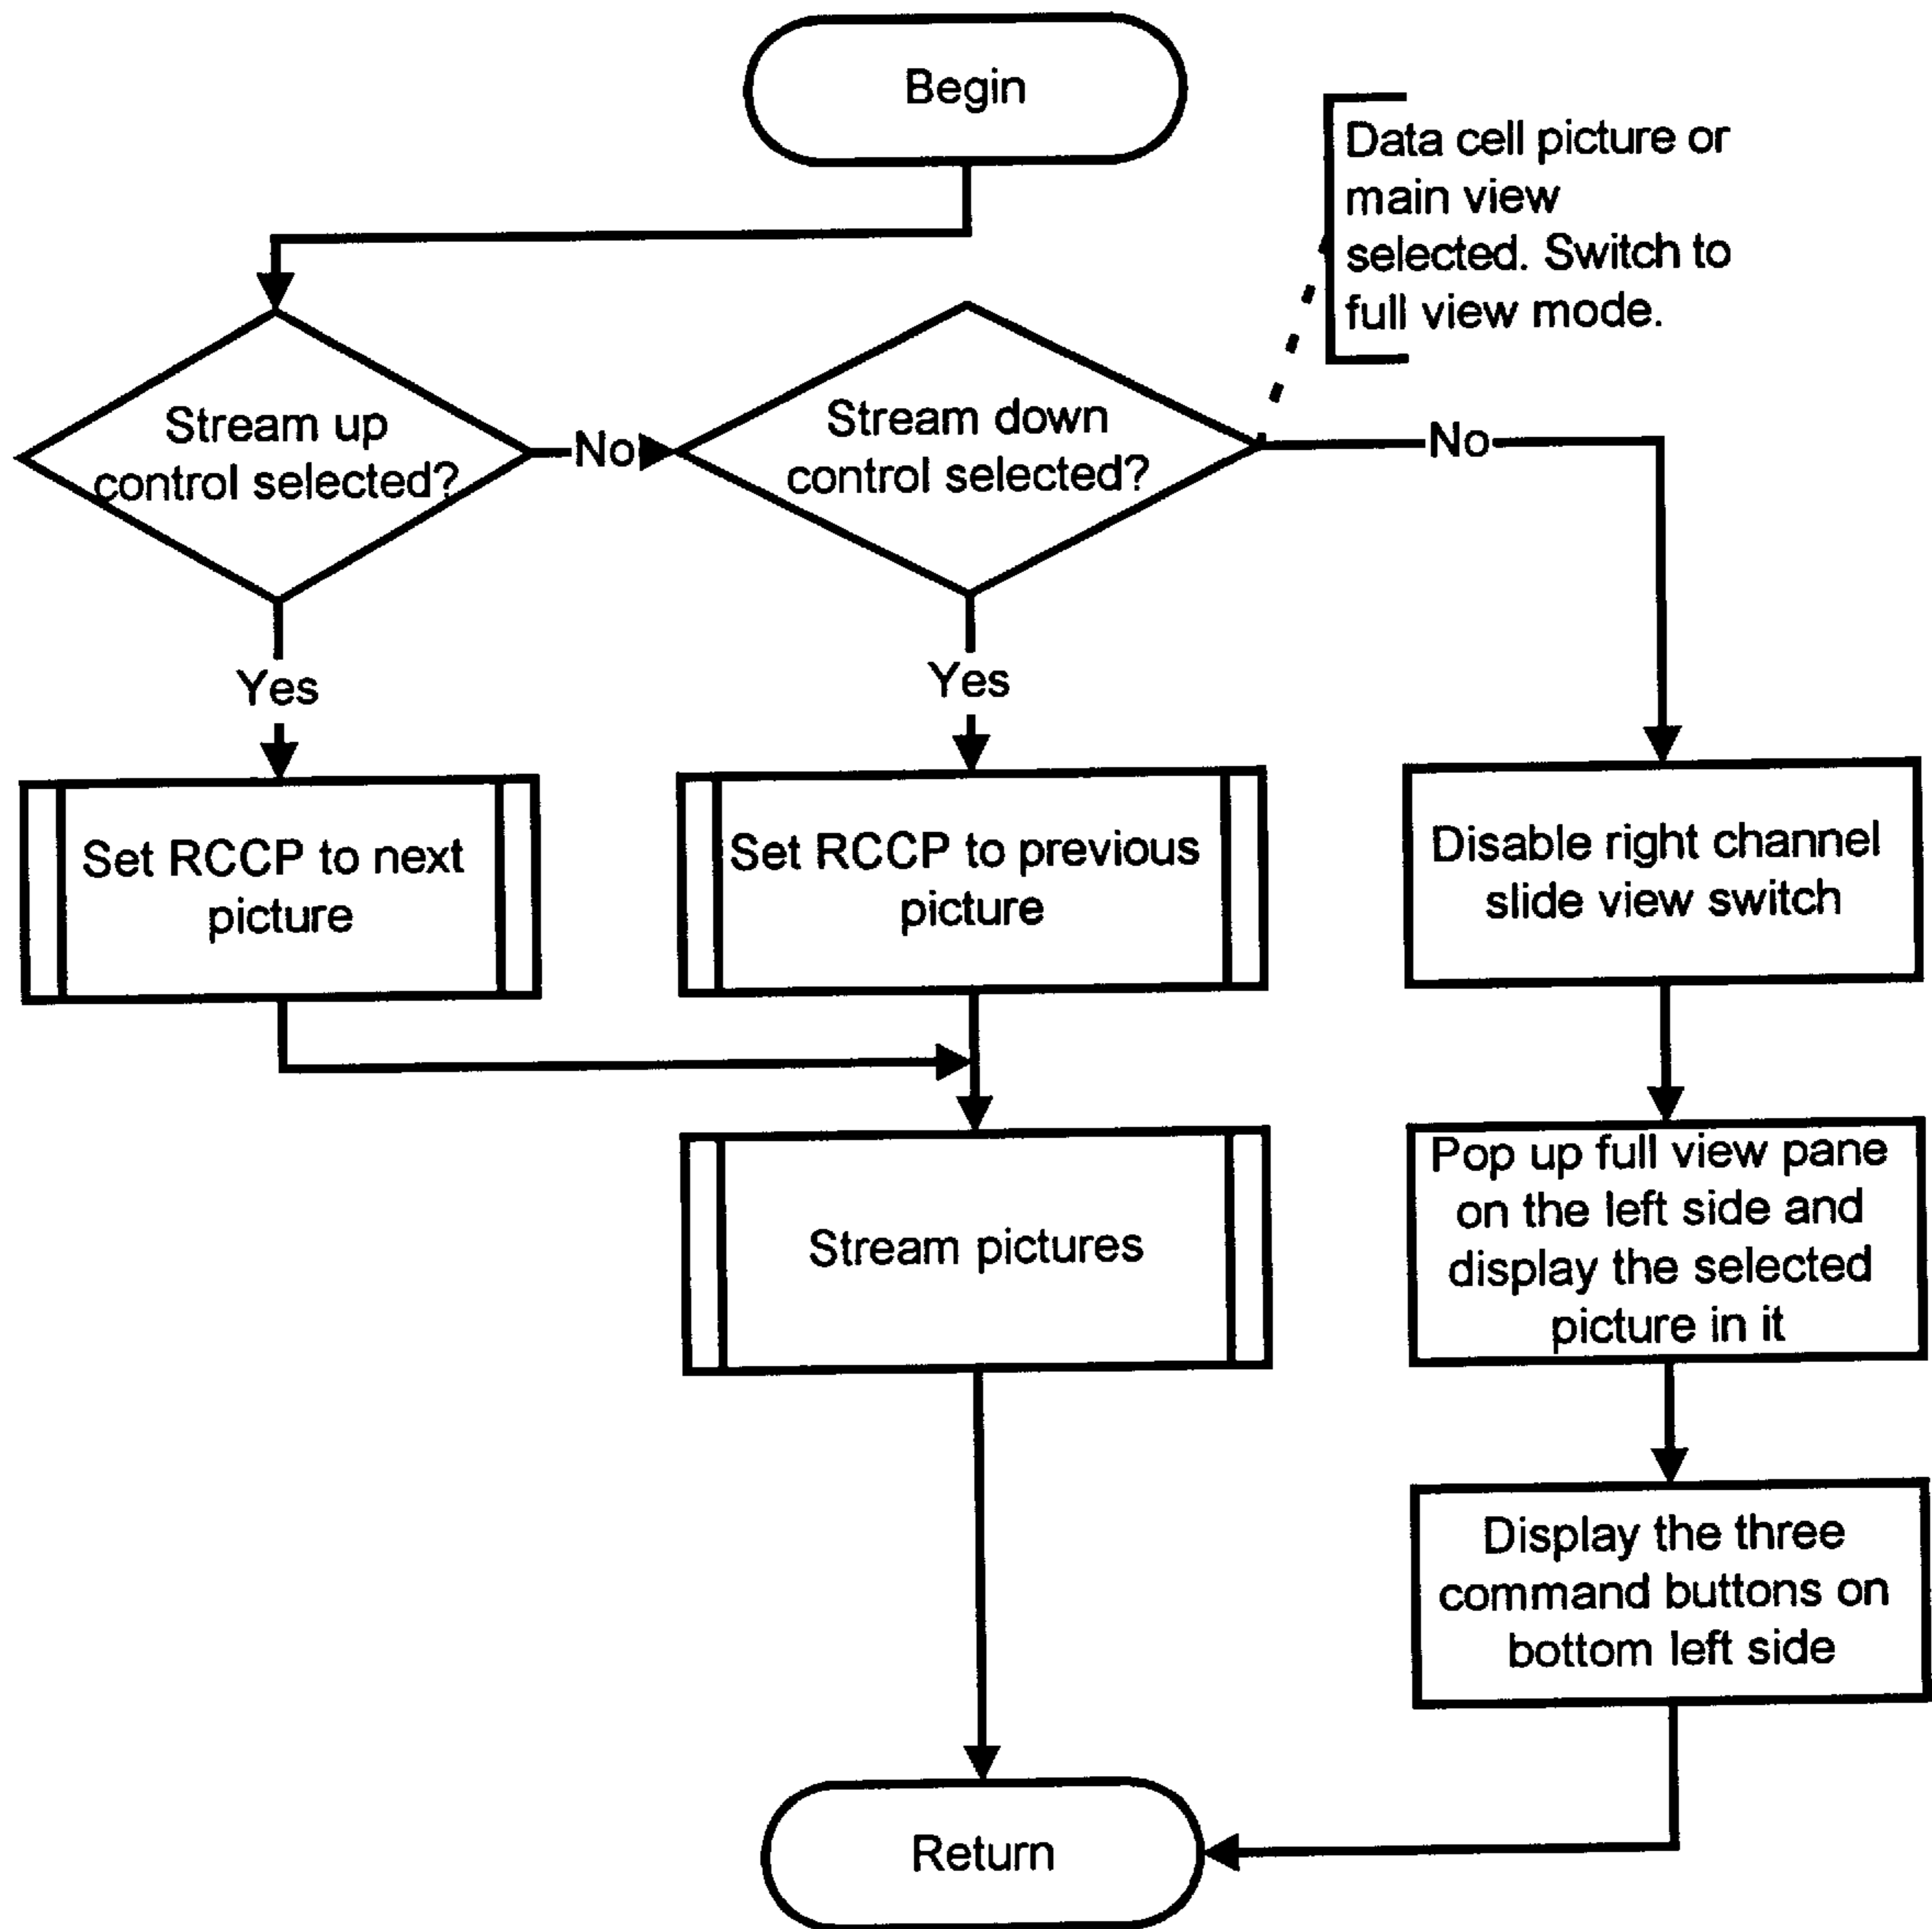 Begin
Data cell picture or
main view
selected. Switch to
full view mode.
Stream up
control selected?
No
Stream down
control selected?
No
Yes
Yes
Set RCCP to next
picture
Set RCCP to previous
picture
Disable right channel
slide view switch
Stream pictures
Pop up full view pane
on the left side and
display the selected
picture in it
Display the three
command buttons on
bottom left side
Return